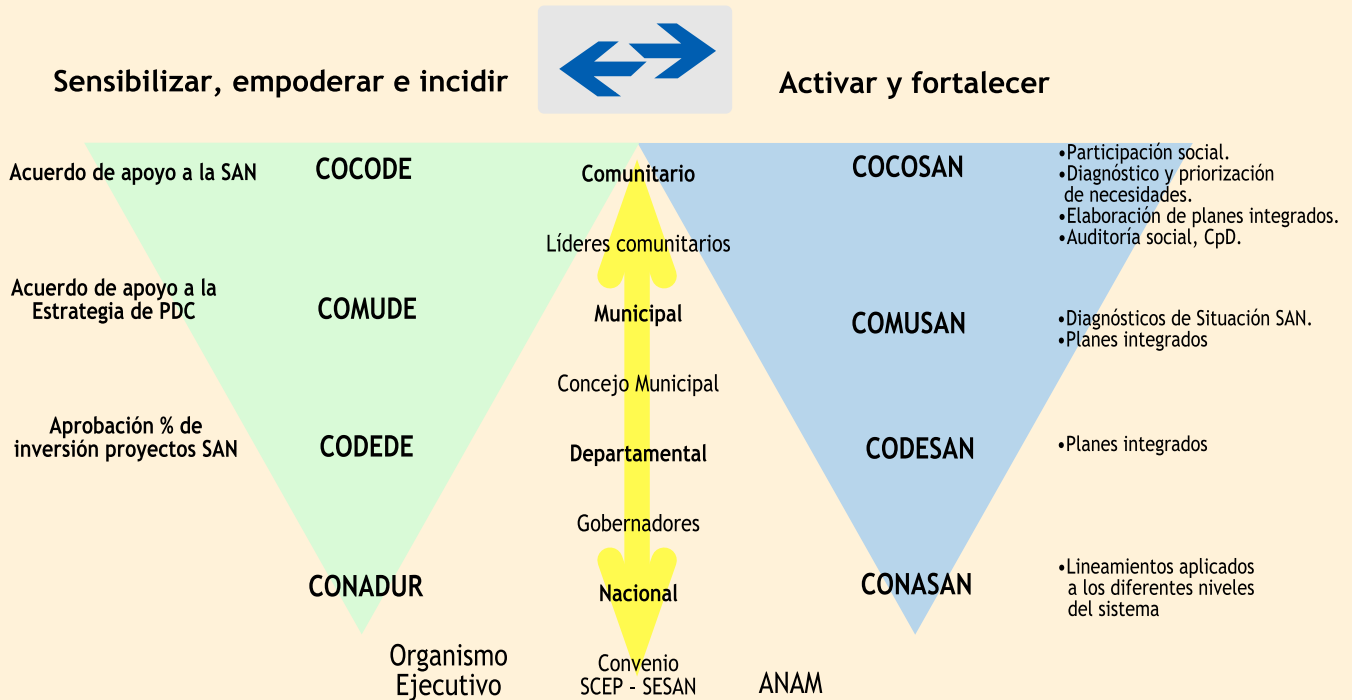 Sensibilizar, empoderar e incidir
Activar y fortalecer
Acuerdo de apoyo a la SAN
COCODE
Comunitario
COCOSAN
•Participación social.
•Diagnóstico y priorización
de necesidades.
•Elaboración de planes integrados.
•Auditoría social, CpD.
Líderes comunitarios
Acuerdo de apoyo a la
Estrategia de PDC
COMUDE
Municipal
COMUSAN
•Diagnósticos de Situación SAN.
•Planes integrados
Concejo Municipal
Aprobación % de
inversión proyectos SAN
CODEDE
Departamental
CODESAN
•Planes integrados
Gobernadores
CONADUR
Nacional
CONASAN
•Lineamientos aplicados
a los diferentes niveles
del sistema
Organismo
Ejecutivo
Convenio
SCEP - SESAN
ANAM